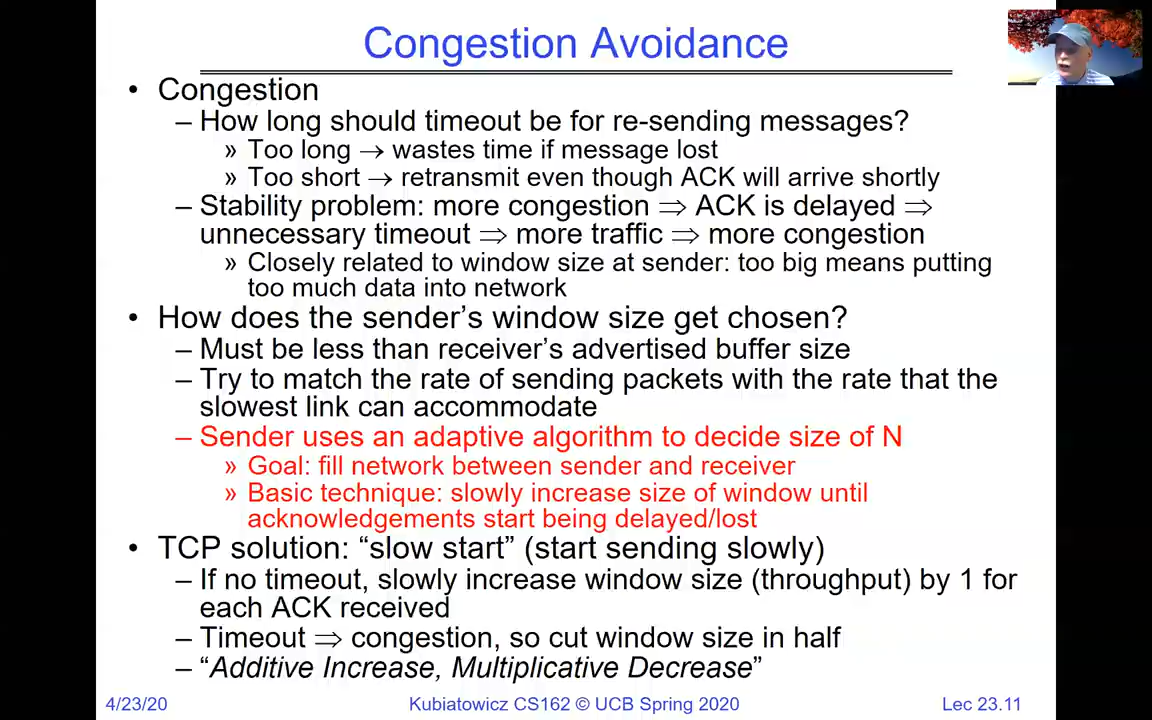 Congestion Avoidance
• Congestion
– How long should timeout be for re-sending messages?
» Too long → wastes time if message lost
» Too short → retransmit even though ACK will arrive shortly
– Stability problem: more congestion ⇒ ACK is delayed ⇒
unnecessary timeout ⇒ more traffic ⇒ more congestion
» Closely related to window size at sender: too big means putting
too much data into network
• How does the sender’s window size get chosen?
– Must be less than receiver’s advertised buffer size
– Try to match the rate of sending packets with the rate that the
slowest link can accommodate
– Sender uses an adaptive algorithm to decide size of N
» Goal: fill network between sender and receiver
» Basic technique: slowly increase size of window until
acknowledgements start being delayed/lost
• TCP solution: “slow start” (start sending slowly)
– If no timeout, slowly increase window size (throughput) by 1 for
each ACK received
– Timeout ⇒ congestion, so cut window size in half
– “Additive Increase, Multiplicative Decrease”
4/23/20 Kubiatowicz CS162 © UCB Spring 2020 Lec 23.11